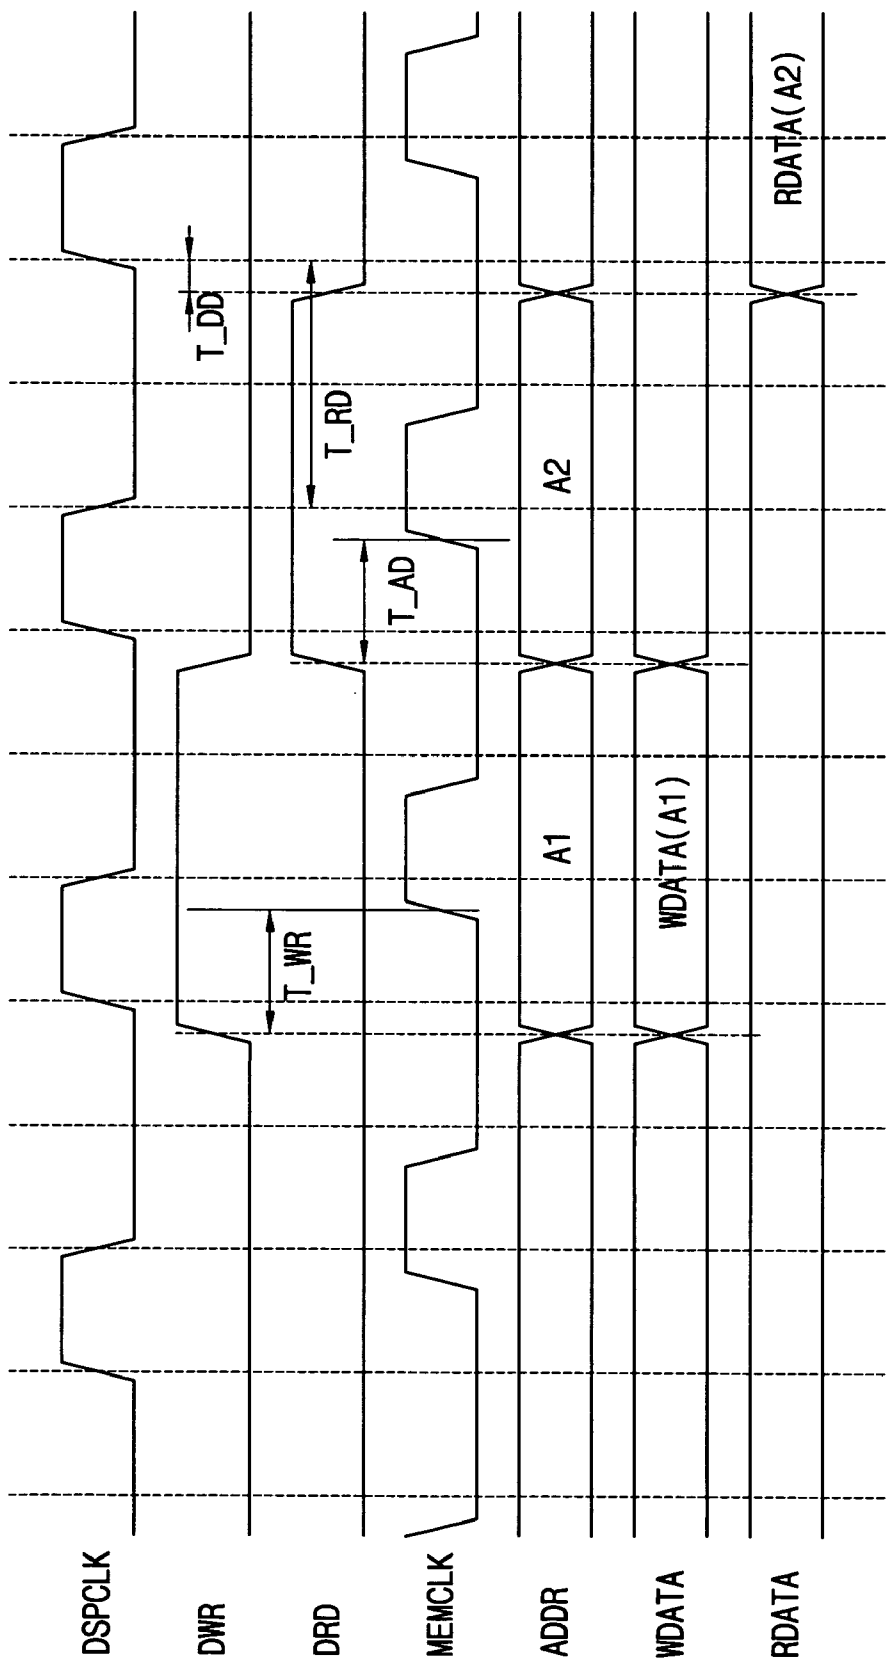 DSPCLK
DWR
T_WR
T_DD
DRD
T_AD
T_RD
MEMCLK
ADDR
A1
A2
WDATA
WDATA(A1)
RDATA
RDATA(A2)